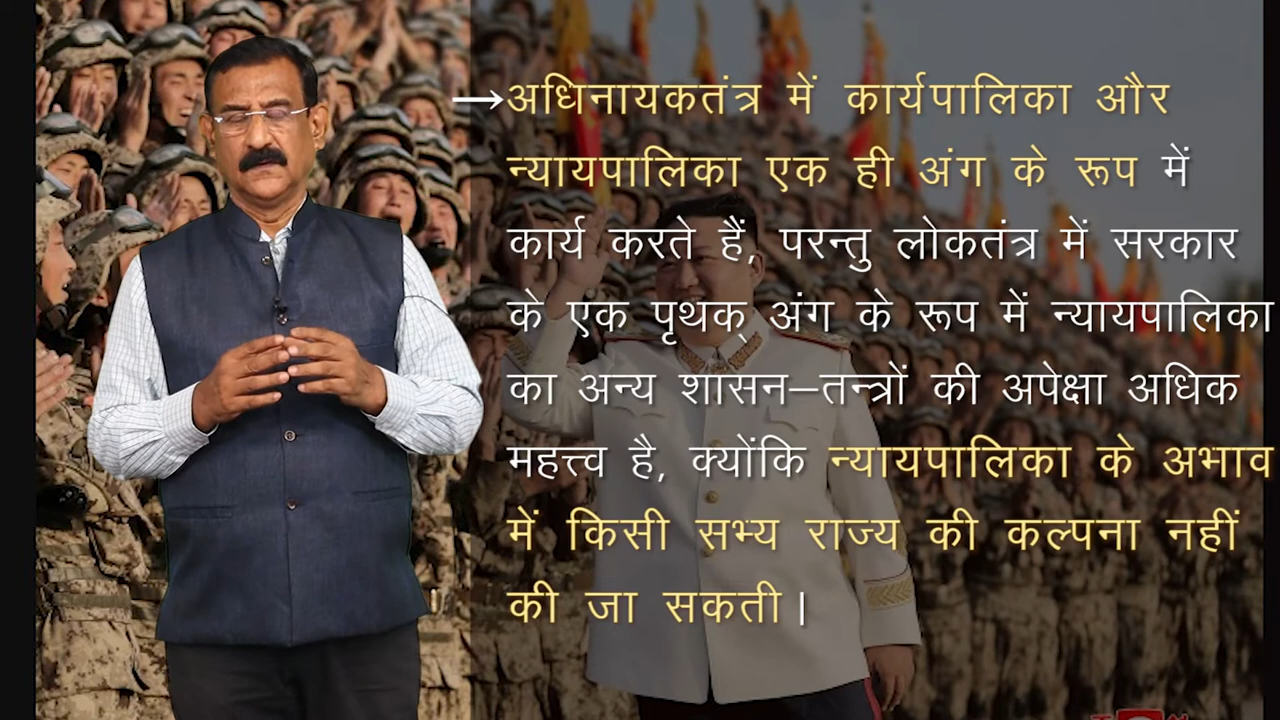 →अधिनायकतंत्र में कार्यपालिका और
न्यायपालिका एक ही अंग के रूप में
कार्य करते हैं, परन्तु लोकतंत्र में सरकार
के एक पृथक् अंग के रूप में न्यायपालिका
का अन्य शासन–तन्त्रों की अपेक्षा अधिक
महत्त्व है, क्योंकि न्यायपालिका के अभाव
में किसी सभ्य राज्य की कल्पना नहीं
की जा सकती।